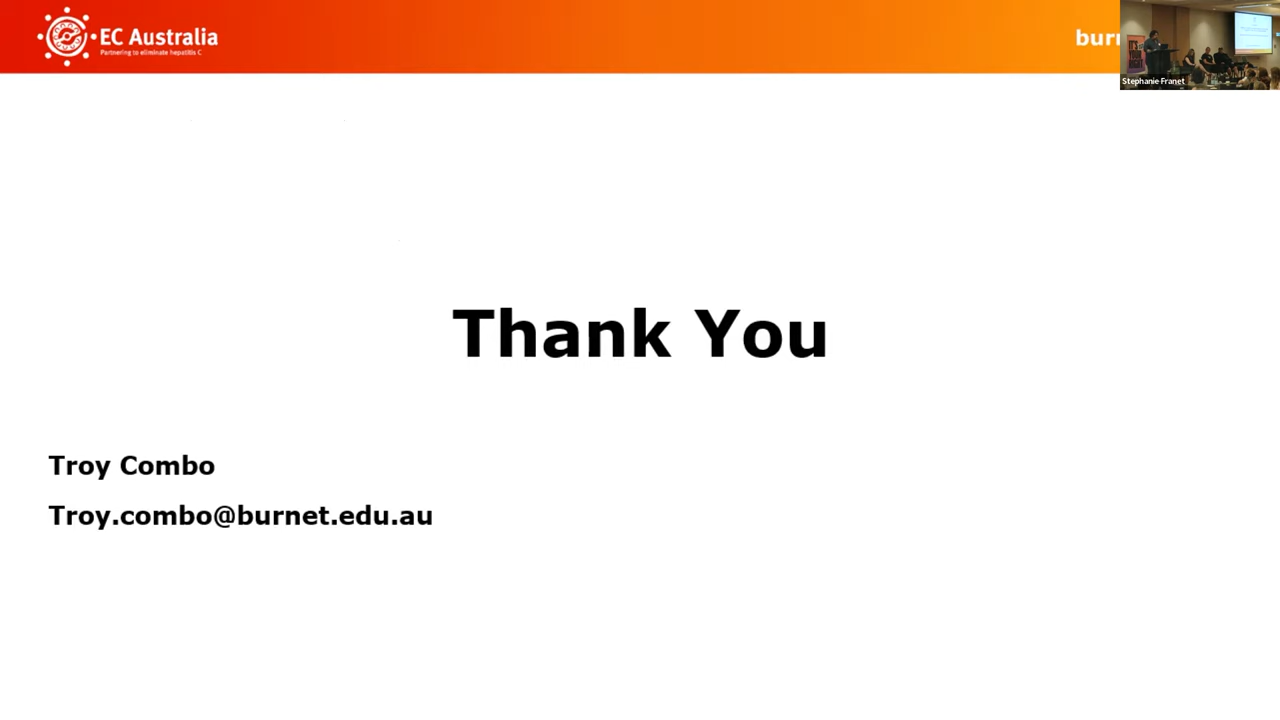 EC Australia
Partnering to eliminate hepatitis C
burn
Stephanie Franet
Thank You
Troy Combo
Troy.combo@burnet.edu.au